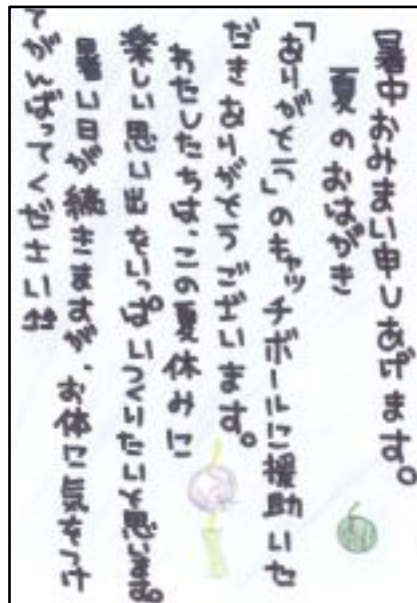 暑中おみまい申しあげます。
夏のおはがき
「ありがとう」のキャッチボールに援助いた
だきありがとうございます。
わたしたちは、この夏休みに
楽しい思い出をいっぱいつくりたいと思います。
暑い日が続きますが、お体に気をつけ
てがんばってください